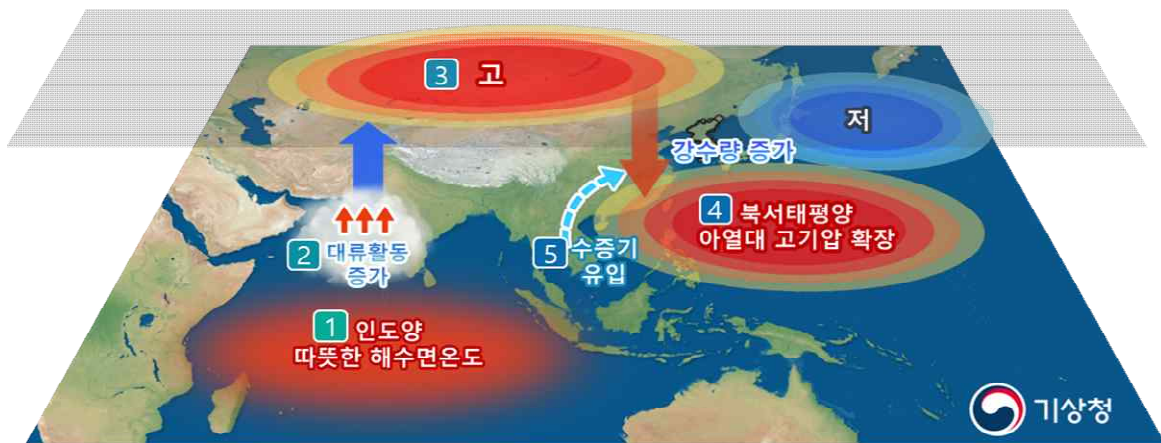 3 고
저
강수량 증가
4 북서태평양
아열대 고기압 확장
2 대류활동
증가
5 수증기
유입
1 인도양
따뜻한 해수면온도
기상청